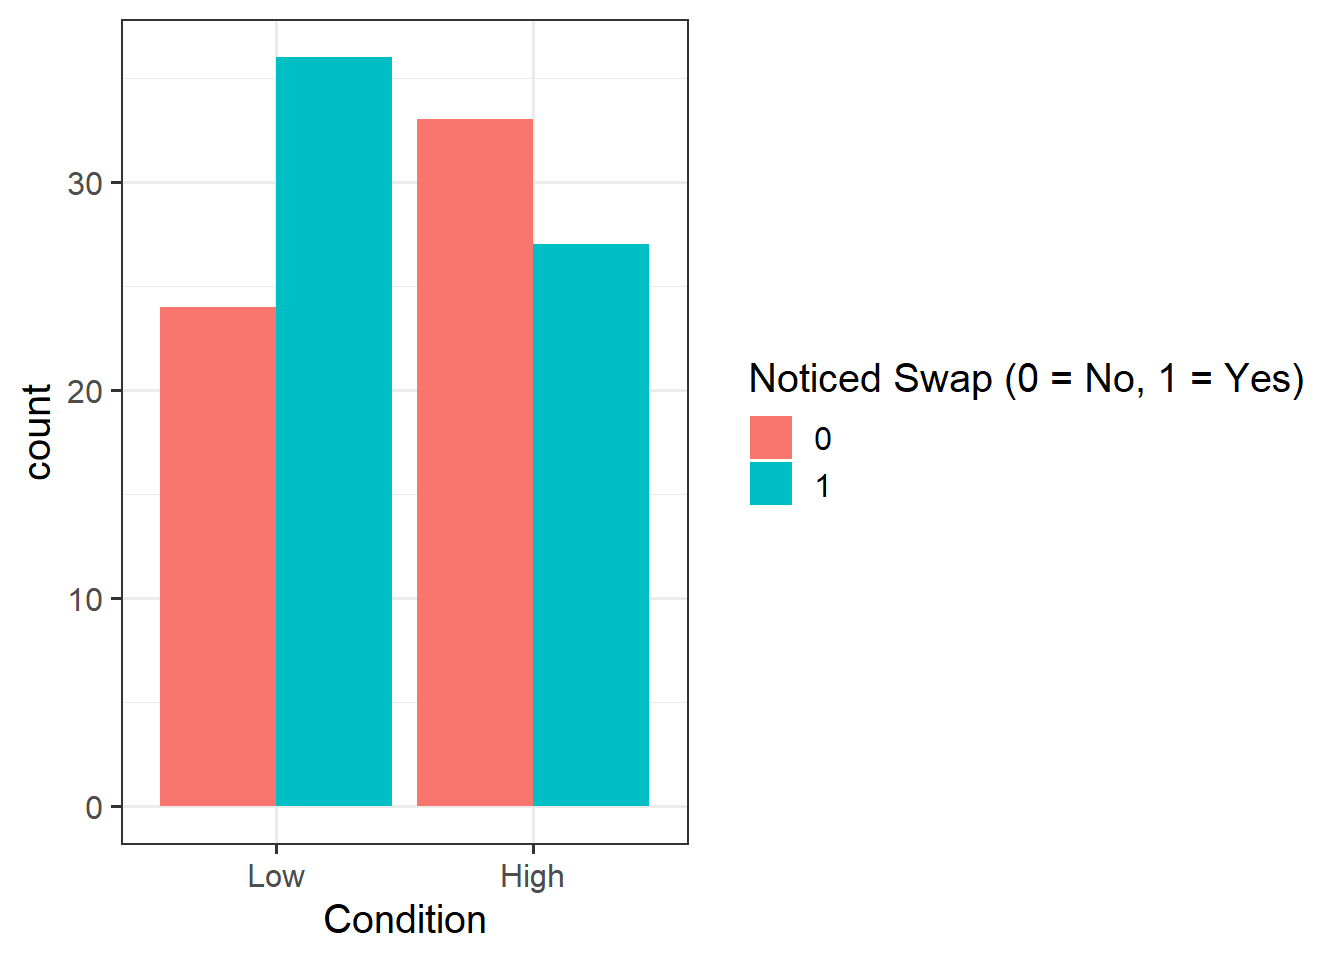 count
30
20
10
0
Low
High
Condition
Noticed Swap (0 = No, 1 = Yes)
0
1